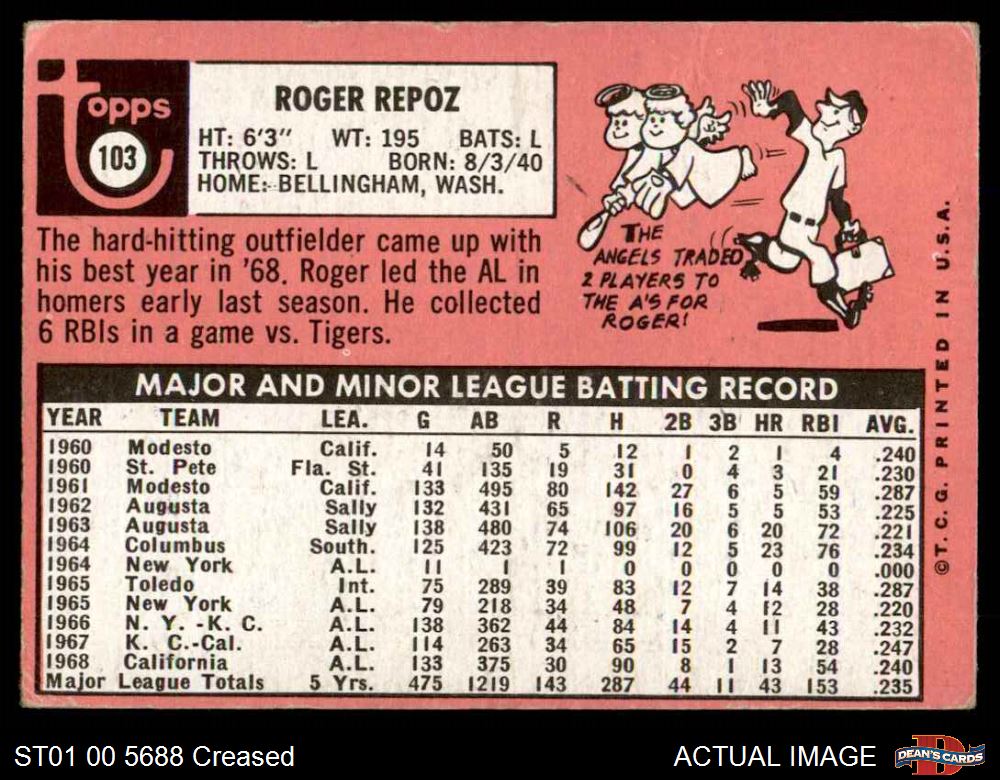 topps
103
ROGER REPOZ
HT: 6'3" WT: 195 BATS: L
THROWS: L BORN: 8/3/40
HOME: BELLINGHAM, WASH.
The hard-hitting outfielder came up with
his best year in '68. Roger led the AL in
homers early last season. He collected
6 RBIs in a game vs. Tigers.
THE
ANGELS TRADED
2 PLAYERS TO
THE A'S FOR
ROGER!
©T.C.G. PRINTED IN U.S.A.
MAJOR AND MINOR LEAGUE BATTING RECORD
YEAR TEAM LEA. G AB R H 2B 3B HR RBI AVG.
1960 Modesto Calif. 14 50 5 12 1 2 1 4 .240
1960 St. Pete Fla. St. 41 135 19 31 0 4 3 21 .230
1961 Modesto Calif. 133 495 80 142 27 6 5 59 .287
1962 Augusta Sally 132 431 65 97 16 5 5 53 .225
1963 Augusta Sally 138 480 74 106 20 6 20 72 .221
1964 Columbus South. 125 423 72 99 12 5 23 76 .234
1964 New York A.L. 11 1 1 0 0 0 0 0 .000
1965 Toledo Int. 75 289 39 83 12 7 14 38 .287
1965 New York A.L. 79 218 34 48 7 4 12 28 .220
1966 N. Y. -K. C. A.L. 138 362 44 84 14 4 11 43 .232
1967 K. C.-Cal. A.L. 114 263 34 65 15 2 7 28 .247
1968 California A.L. 133 375 30 90 8 1 13 54 .240
Major League Totals 5 Yrs. 475 1219 143 287 44 11 43 153 .235
ST01 00 5688 Creased
ACTUAL IMAGE
DEAN'S CARDS